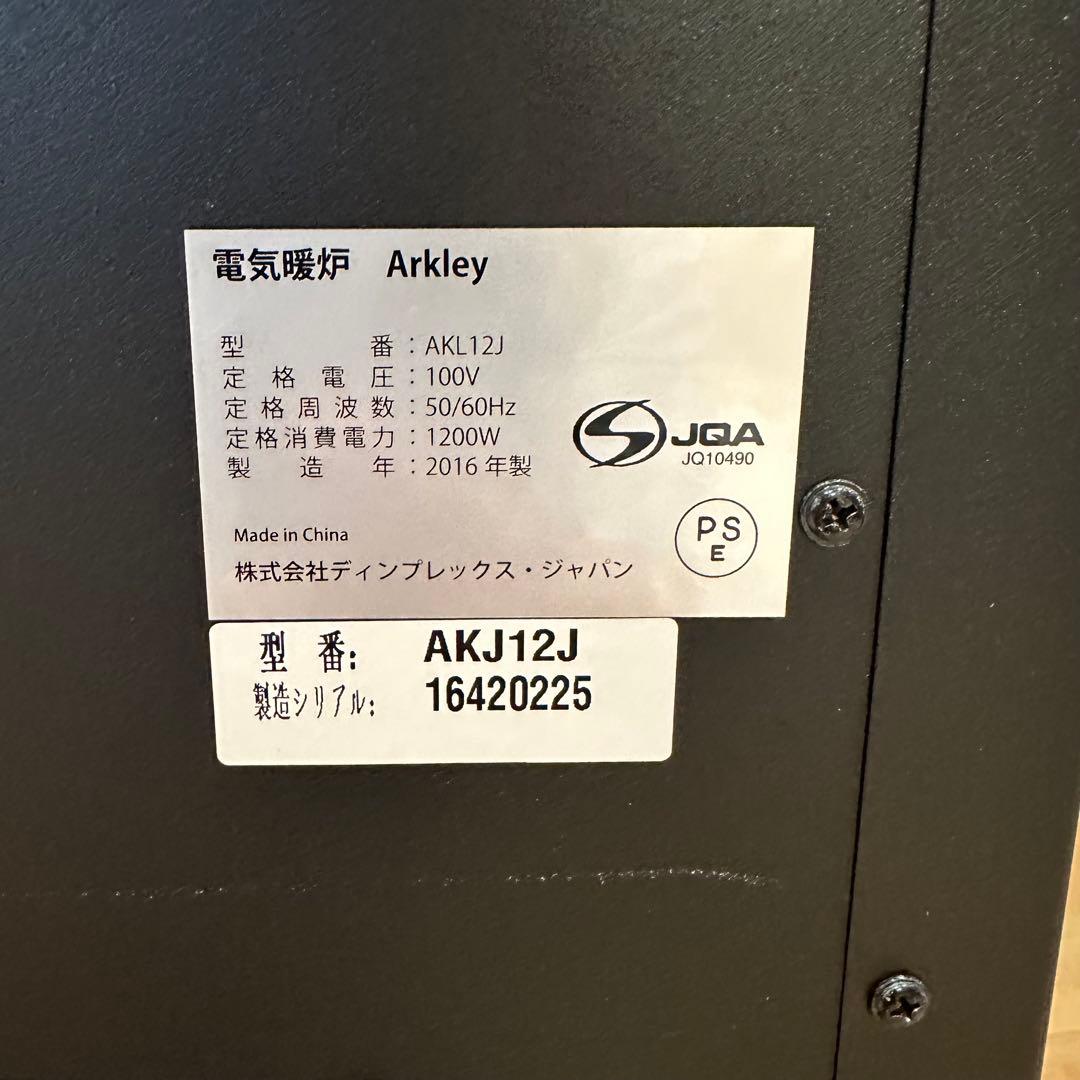 電気暖炉 Arkley
型番：AKL12J
定格電圧：100V
定格周波数：50/60Hz
定格消費電力：1200W
製造年：2016年製
JQA
JQ10490
Made in China
PS
E
株式会社ディンプレックス・ジャパン
型番: AKJ12J
製造シリアル: 16420225